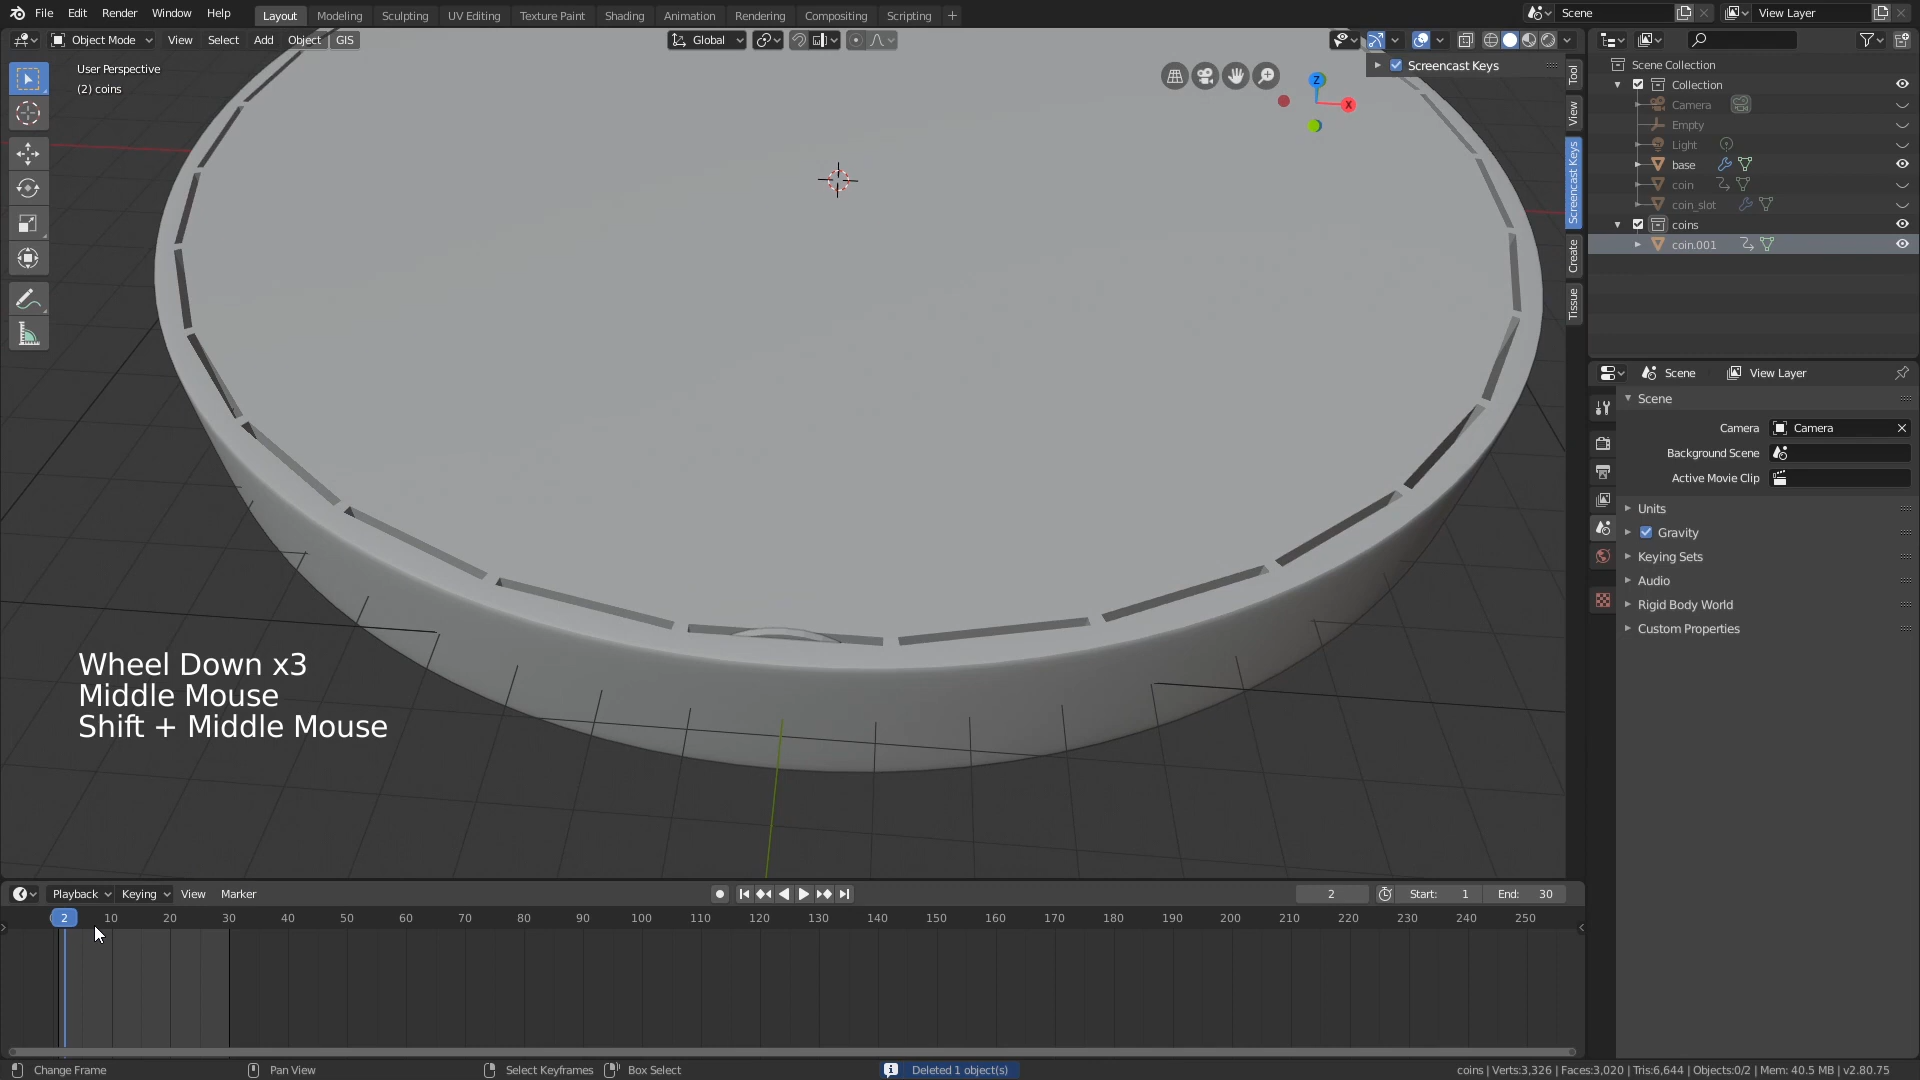 File Edit Render Window Help Layout Modeling Sculpting UV Editing Texture Paint Shading Animation Rendering Compositing Scripting + Scene View Layer
Object Mode View Select Add Object GIS Global
User Perspective
(2) coins
Screencast Keys
Z
X
Tool
View
Screencast Keys
Create
Tissue
Scene Collection
Collection
Camera
Empty
Light
base
coin
coin_slot
coins
coin.001
Scene View Layer
Scene
Camera Camera
Background Scene
Active Movie Clip
Units
Gravity
Keying Sets
Audio
Rigid Body World
Custom Properties
Wheel Down x3
Middle Mouse
Shift + Middle Mouse
Playback Keying View Marker 2 Start: 1 End: 30
2 10 20 30 40 50 60 70 80 90 100 110 120 130 140 150 160 170 180 190 200 210 220 230 240 250
Change Frame Pan View Select Keyframes Box Select Deleted 1 object(s) coins | Verts:3,326 | Faces:3,020 | Tris:6,644 | Objects:0/2 | Mem: 40.5 MB | v2.80.75